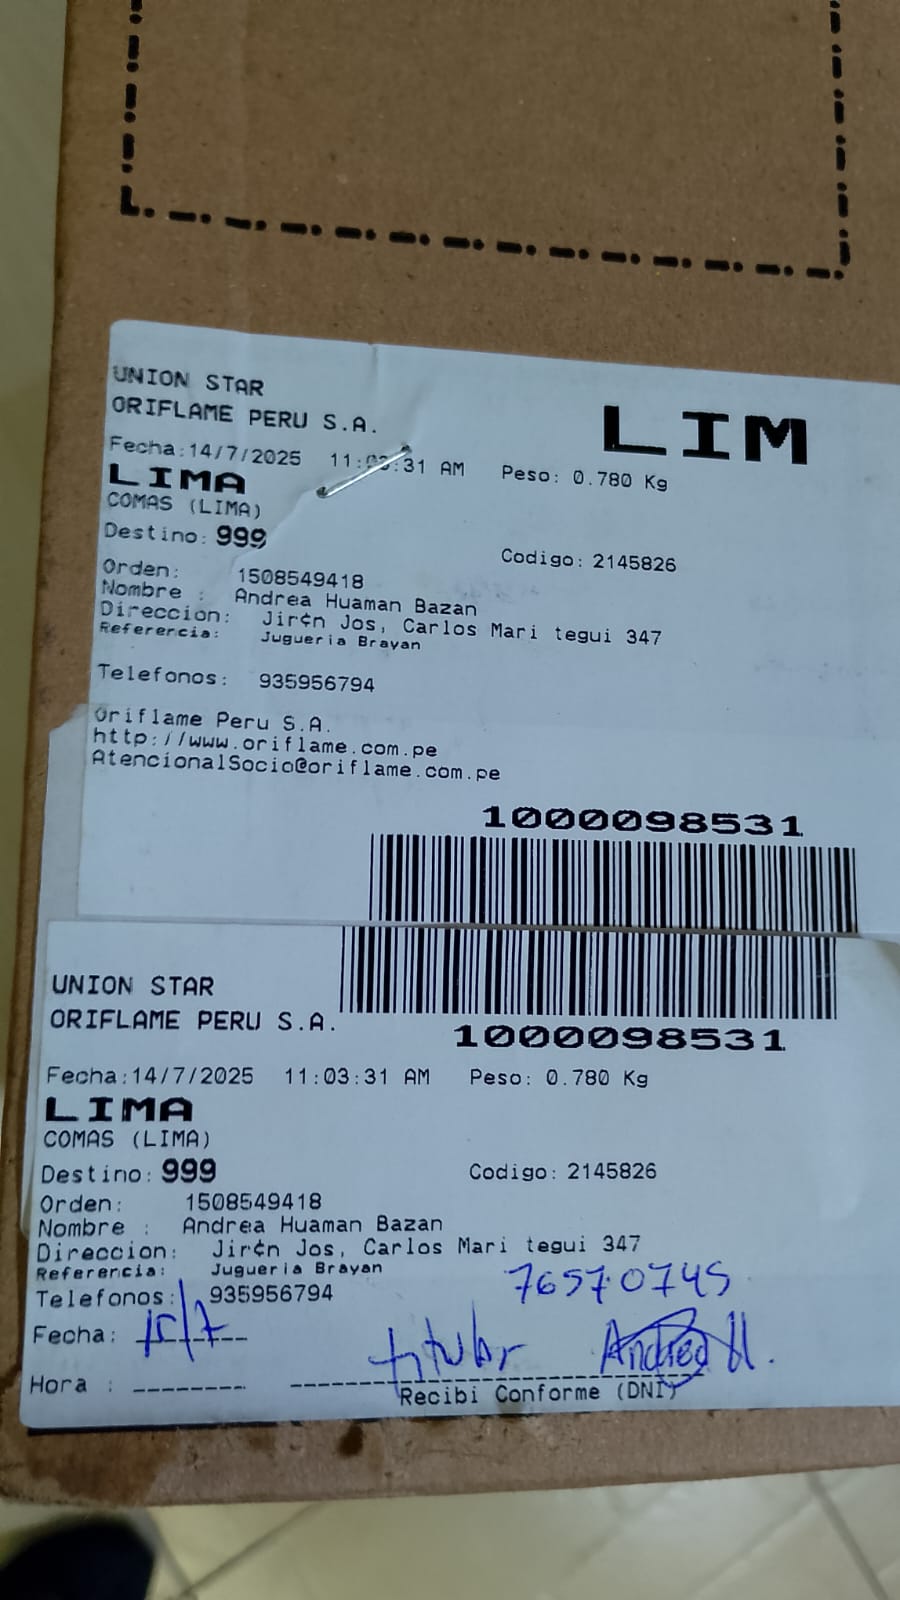 UNION STAR
ORIFLAME PERU S.A.
LIM
Fecha:14/7/2025 11:03:31 AM Peso: 0.780 Kg
LIMA
COMAS (LIMA)
Destino: 999
Codigo: 2145826
Orden: 1508549418
Nombre : Andrea Huaman Bazan
Direccion: Jir¢n Jos, Carlos Mari tegui 347
Referercia: Jugueria Brayan
Telefonos: 935956794
Oriflame Peru S.A.
http://www.oriflame.com.pe
AtencionalSocio@oriflame.com.pe
1000098531
UNION STAR
ORIFLAME PERU S.A.
1000098531
Fecha:14/7/2025 11:03:31 AM Peso: 0.780 Kg
LIMA
COMAS (LIMA)
Destino: 999 Codigo: 2145826
Orden: 1508549418
Nombre : Andrea Huaman Bazan
Direccion: Jir¢n Jos, Carlos Mari tegui 347
Referercia: Jugueria Brayan
Telefonos: 935956794
76570745
Fecha: 15/7
titular Andrea H.
Hora :
Recibi Conforme (DNI)